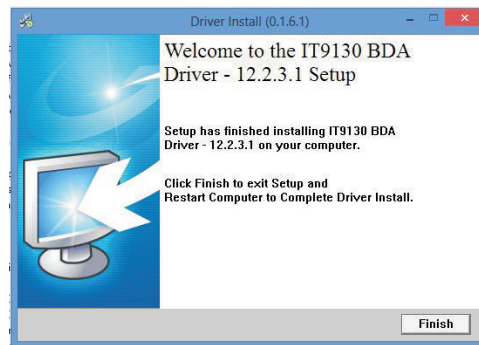 Driver Install (0.1.6.1)
Welcome to the IT9130 BDA
Driver - 12.2.3.1 Setup
Setup has finished installing IT9130 BDA
Driver - 12.2.3.1 on your computer.
Click Finish to exit Setup and
Restart Computer to Complete Driver Install.
Finish